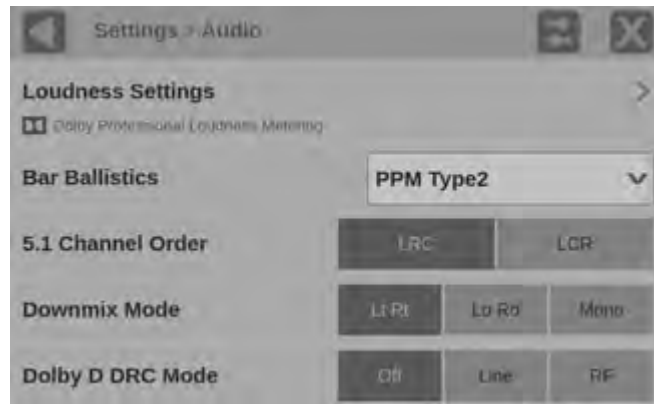 Settings > Audio
Loudness Settings >
Dolby Professional Loudness Metering
Bar Ballistics PPM Type2
5.1 Channel Order LRC LCR
Downmix Mode Lt Rt Lo Ro Mono
Dolby D DRC Mode Off Line RF